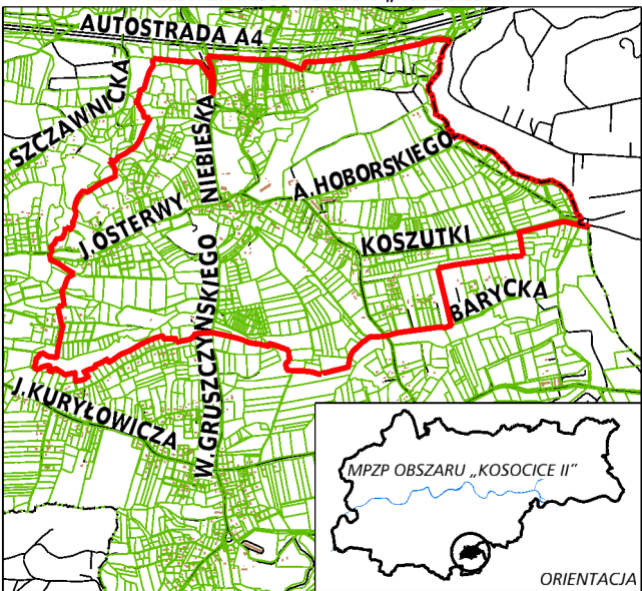 AUTOSTRADA A4
SZCZAWNICKA
NIEBIESKA
A.HOBORSKIEGO
J.OSTERWY
KOSZUTKI
W.GRUSZCZYŃSKIEGO
BARYCKA
J.KURYŁOWICZA
MPZP OBSZARU „KOSOCICE II”
ORIENTACJA